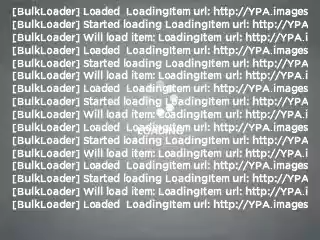 [BulkLoader] Loaded  LoadingItem url: http://YPA.images
[BulkLoader] Started loading LoadingItem url: http://YPA
[BulkLoader] Will load item: LoadingItem url: http://YPA.i
[BulkLoader] Loaded  LoadingItem url: http://YPA.images
[BulkLoader] Started loading LoadingItem url: http://YPA
[BulkLoader] Will load item: LoadingItem url: http://YPA.i
[BulkLoader] Loaded  LoadingItem url: http://YPA.images
[BulkLoader] Started loading LoadingItem url: http://YPA
[BulkLoader] Will load item: LoadingItem url: http://YPA.i
[BulkLoader] Loaded  LoadingItem url: http://YPA.images
LOADING
[BulkLoader] Started loading LoadingItem url: http://YPA
[BulkLoader] Will load item: LoadingItem url: http://YPA.i
[BulkLoader] Loaded  LoadingItem url: http://YPA.images
[BulkLoader] Started loading LoadingItem url: http://YPA
[BulkLoader] Will load item: LoadingItem url: http://YPA.i
[BulkLoader] Loaded  LoadingItem url: http://YPA.images